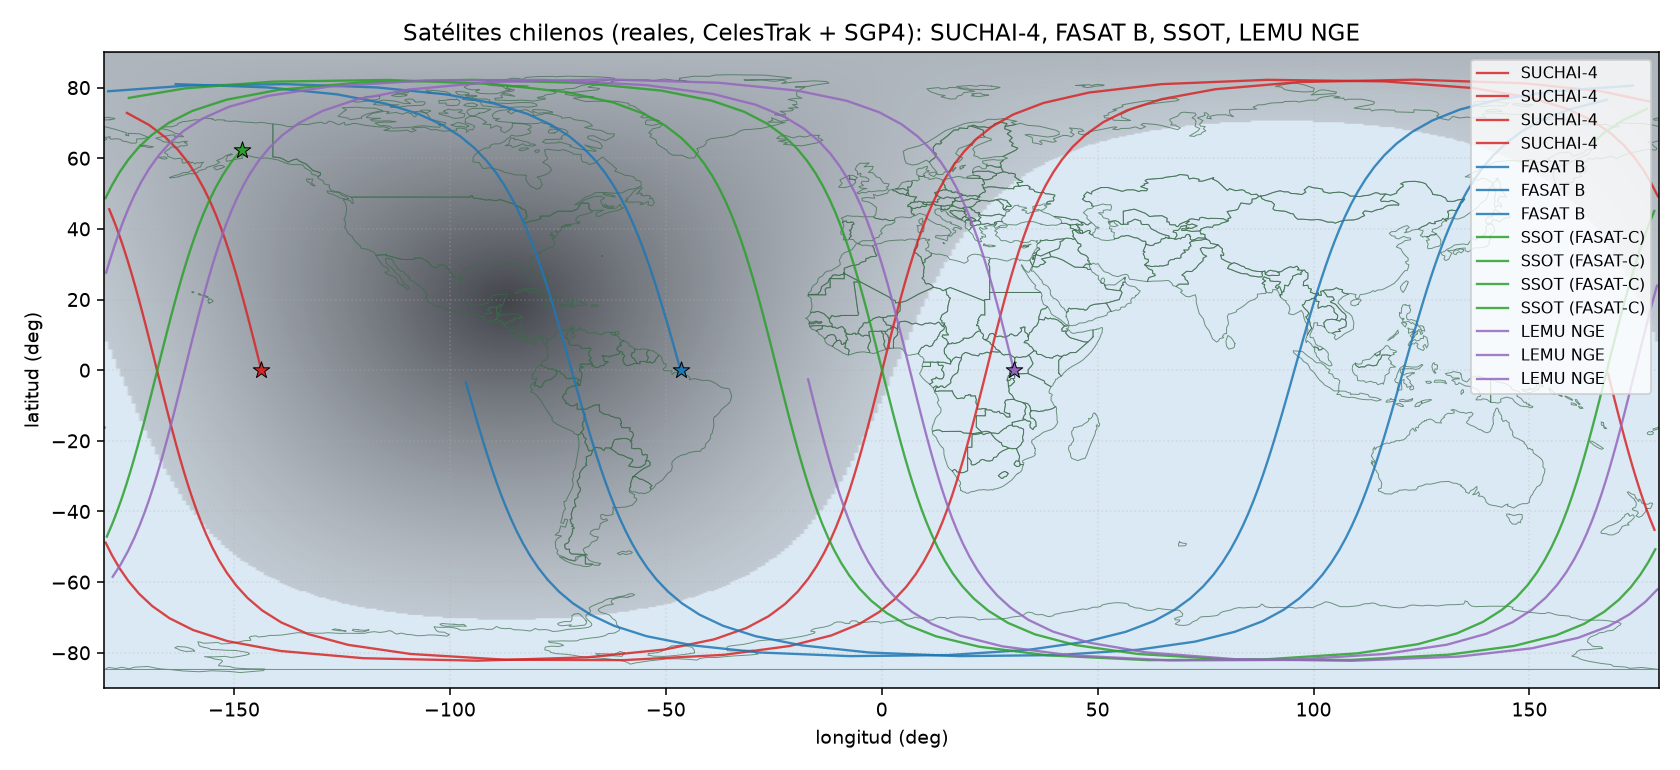 Satélites chilenos (reales, CelesTrak + SGP4): SUCHAI-4, FASAT B, SSOT, LEMU NGE
SUCHAI-4
SUCHAI-4
SUCHAI-4
SUCHAI-4
FASAT B
FASAT B
FASAT B
SSOT (FASAT-C)
SSOT (FASAT-C)
SSOT (FASAT-C)
SSOT (FASAT-C)
LEMU NGE
LEMU NGE
LEMU NGE
latitud (deg)
80
60
40
20
0
−20
−40
−60
−80
−150
−100
−50
0
50
100
150
longitud (deg)